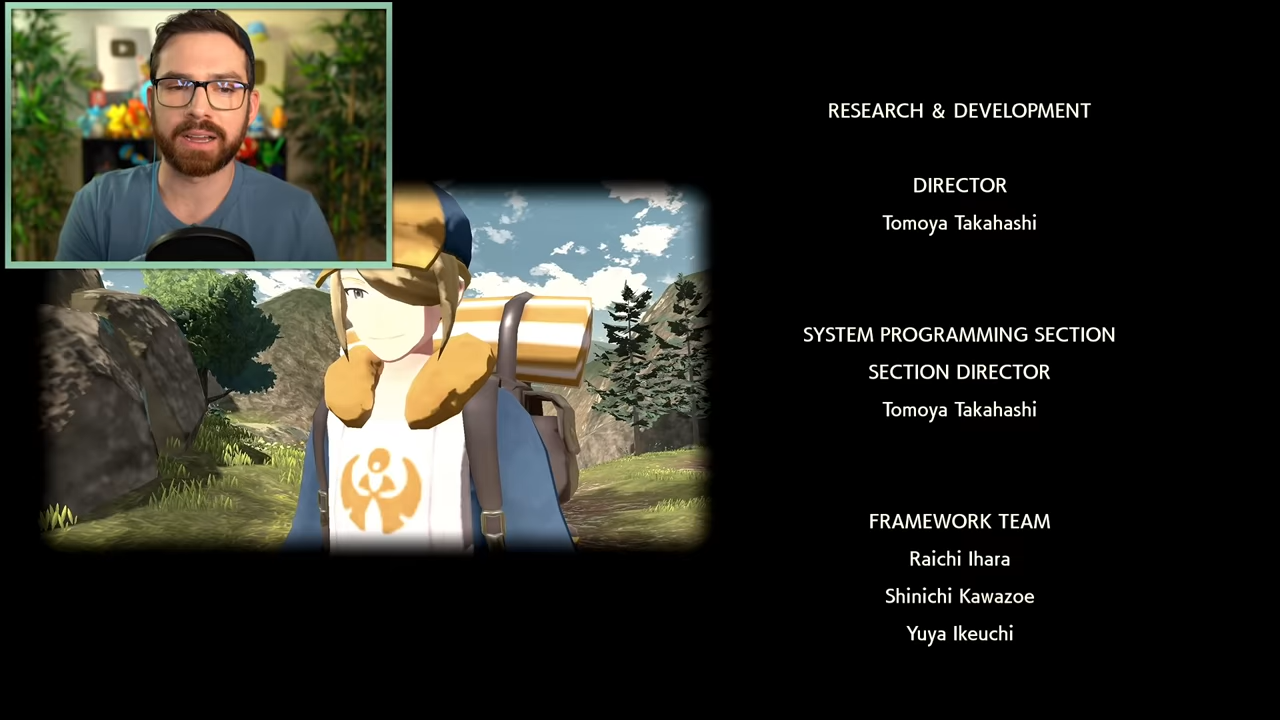 RESEARCH & DEVELOPMENT
DIRECTOR
Tomoya Takahashi
SYSTEM PROGRAMMING SECTION
SECTION DIRECTOR
Tomoya Takahashi
FRAMEWORK TEAM
Raichi Ihara
Shinichi Kawazoe
Yuya Ikeuchi